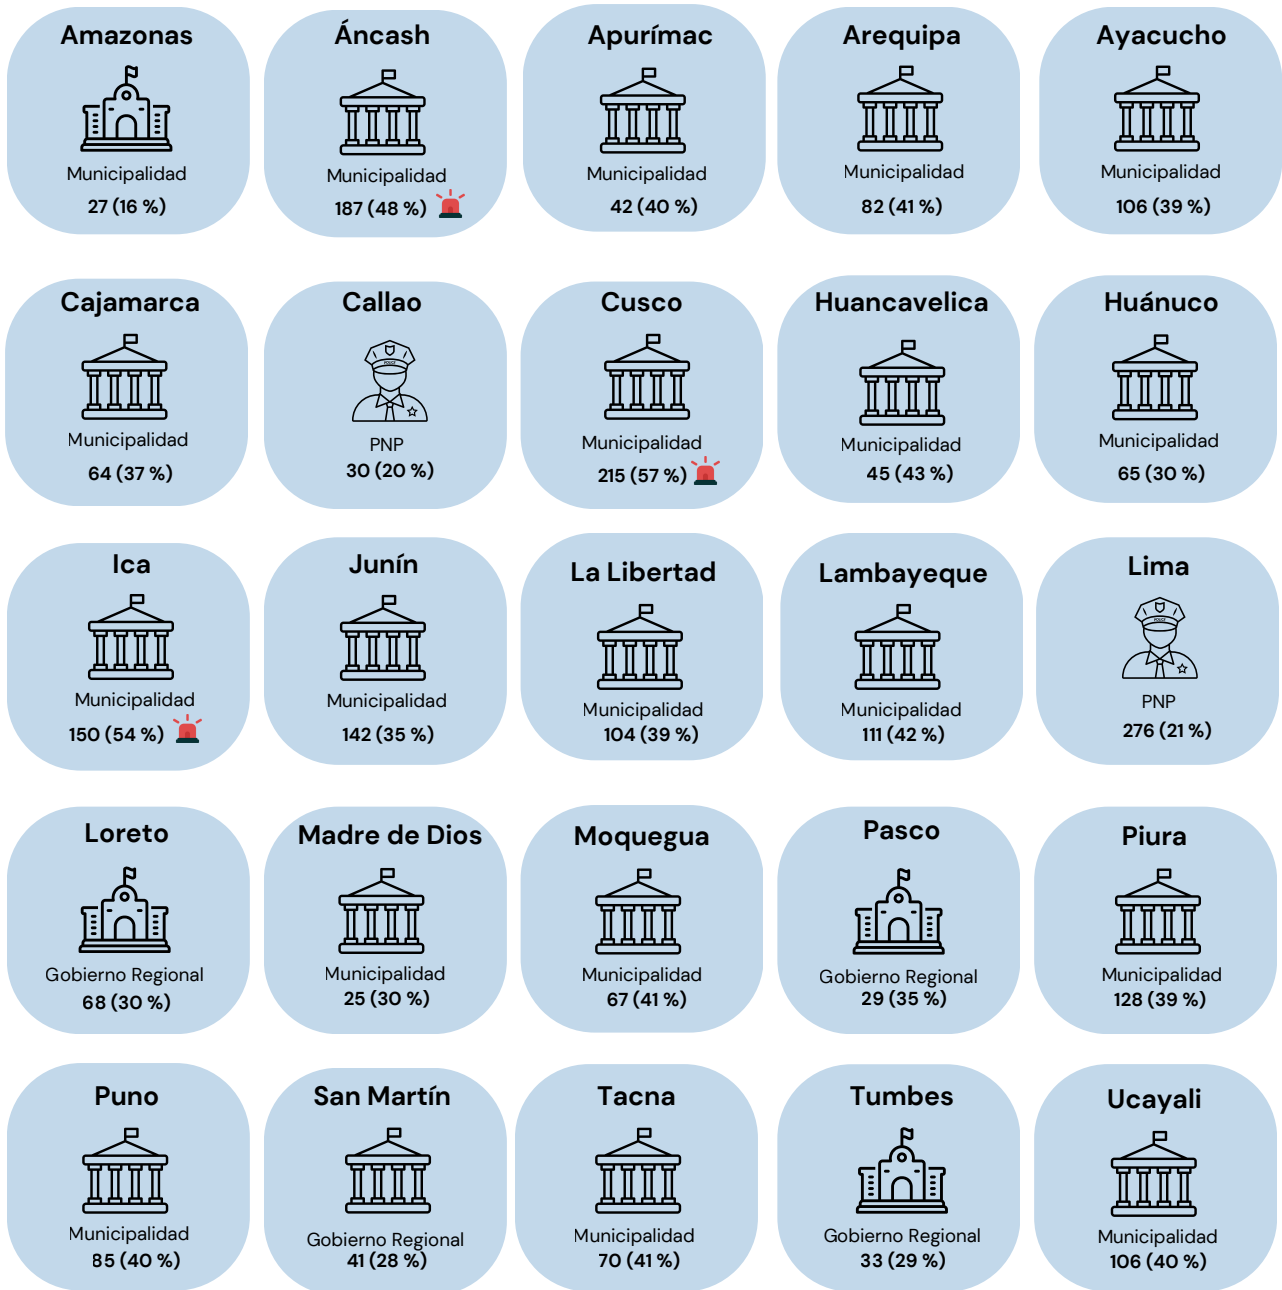 Amazonas
Municipalidad
27 (16 %)
Áncash
Municipalidad
187 (48 %)
Apurímac
Municipalidad
42 (40 %)
Arequipa
Municipalidad
82 (41 %)
Ayacucho
Municipalidad
106 (39 %)
Cajamarca
Municipalidad
64 (37 %)
Callao
POLICE
PNP
30 (20 %)
Cusco
Municipalidad
215 (57 %)
Huancavelica
Municipalidad
45 (43 %)
Huánuco
Municipalidad
65 (30 %)
Ica
Municipalidad
150 (54 %)
Junín
Municipalidad
142 (35 %)
La Libertad
Municipalidad
104 (39 %)
Lambayeque
Municipalidad
111 (42 %)
Lima
POLICE
PNP
276 (21 %)
Loreto
Gobierno Regional
68 (30 %)
Madre de Dios
Municipalidad
25 (30 %)
Moquegua
Municipalidad
67 (41 %)
Pasco
Gobierno Regional
29 (35 %)
Piura
Municipalidad
128 (39 %)
Puno
Municipalidad
85 (40 %)
San Martín
Gobierno Regional
41 (28 %)
Tacna
Municipalidad
70 (41 %)
Tumbes
Gobierno Regional
33 (29 %)
Ucayali
Municipalidad
106 (40 %)